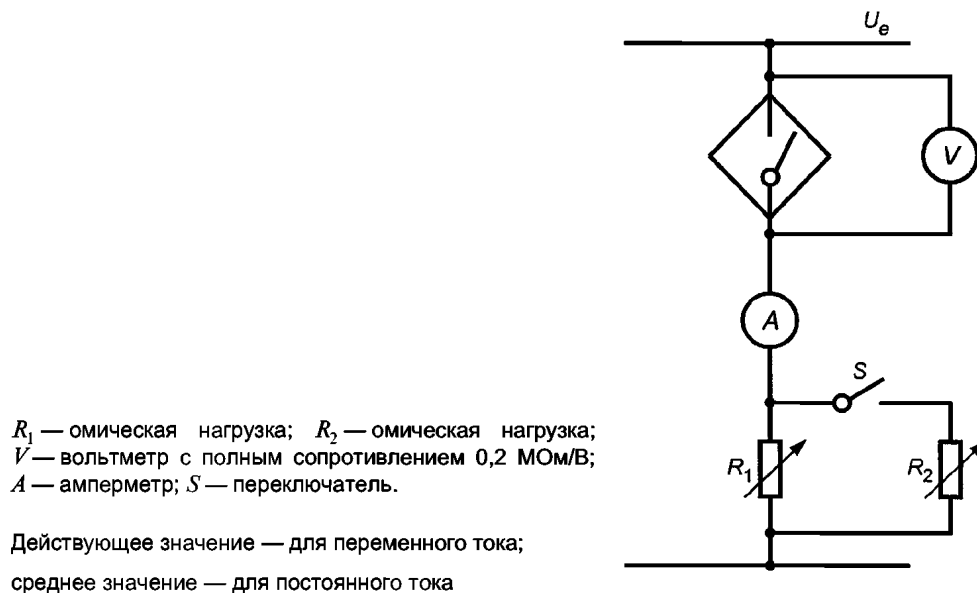 U_e
V
A
S
R_1
R_2
R_1 — омическая нагрузка; R_2 — омическая нагрузка;
V — вольтметр с полным сопротивлением 0,2 МОм/В;
A — амперметр; S — переключатель.
Действующее значение — для переменного тока;
среднее значение — для постоянного тока